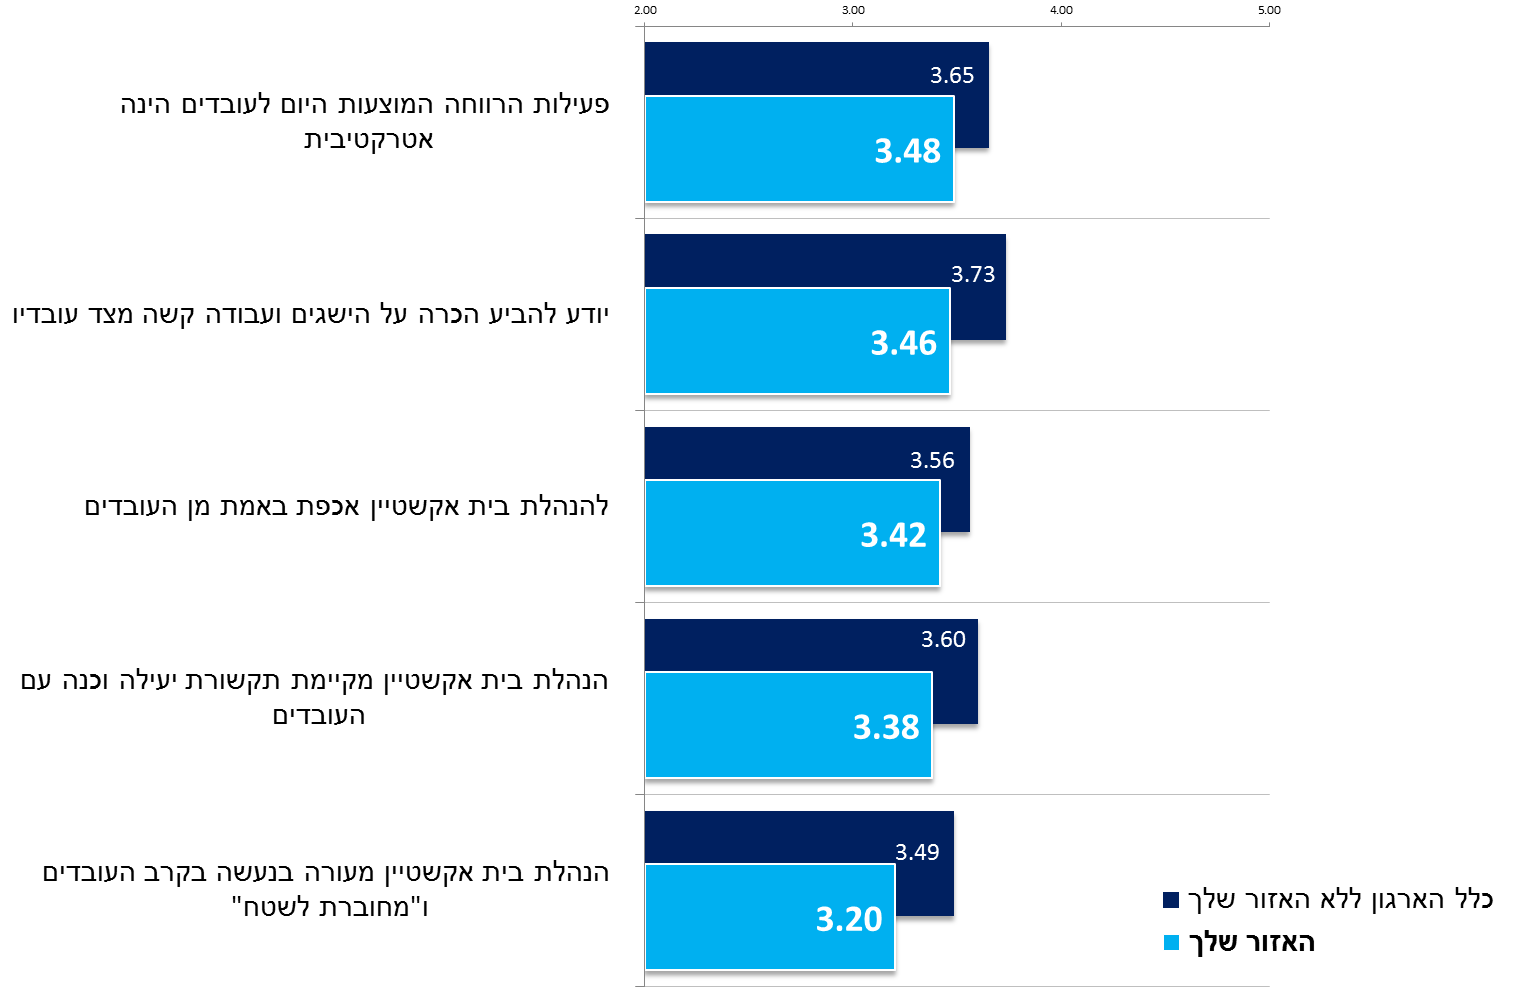 2.00 3.00 4.00 5.00
פעילות הרווחה המוצעות היום לעובדים הינה
אטרקטיבית
3.65
3.48
יודע להביע הכרה על הישגים ועבודה קשה מצד עובדיו
3.73
3.46
להנהלת בית אקשטיין אכפת באמת מן העובדים
3.56
3.42
הנהלת בית אקשטיין מקיימת תקשורת יעילה וכנה עם
העובדים
3.60
3.38
הנהלת בית אקשטיין מעורה בנעשה בקרב העובדים
ו"מחוברת לשטח"
3.49
3.20
כלל הארגון ללא האזור שלך
האזור שלך